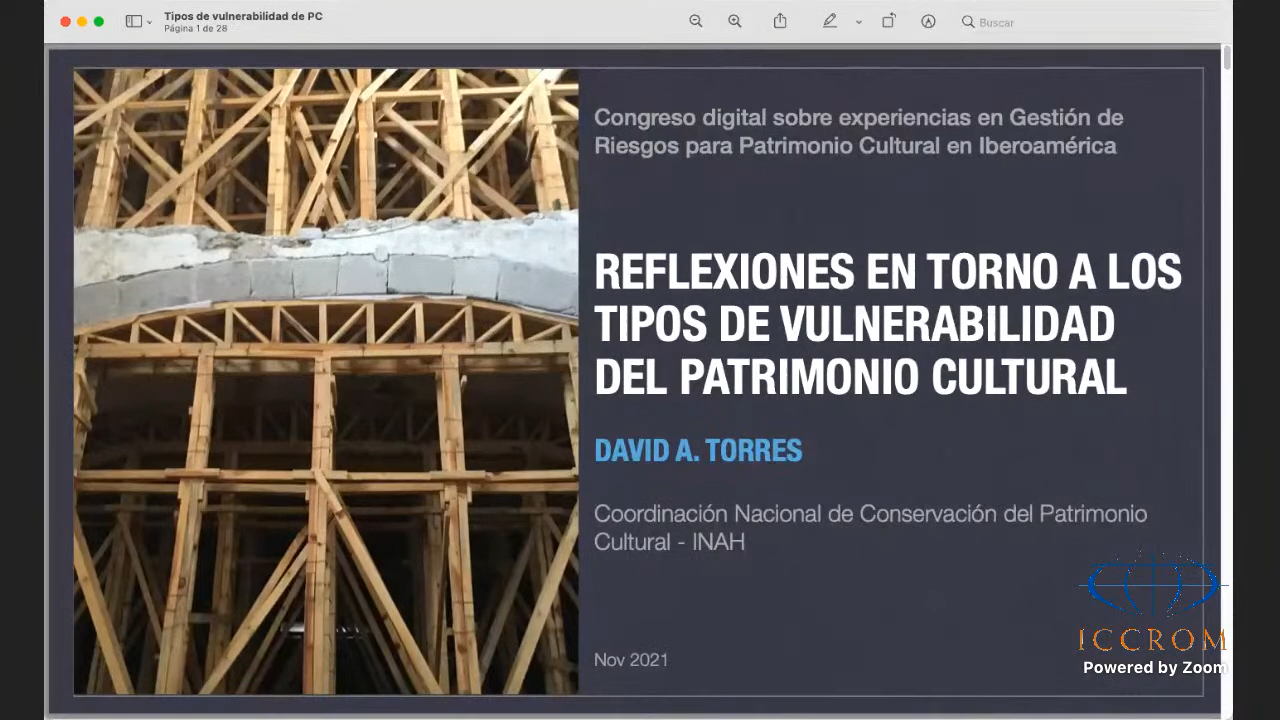 Tipos de vulnerabilidad de PC
Página 1 de 28
Buscar
Congreso digital sobre experiencias en Gestión de
Riesgos para Patrimonio Cultural en Iberoamérica
REFLEXIONES EN TORNO A LOS
TIPOS DE VULNERABILIDAD
DEL PATRIMONIO CULTURAL
DAVID A. TORRES
Coordinación Nacional de Conservación del Patrimonio
Cultural - INAH
Nov 2021
ICCROM
Powered by Zoom